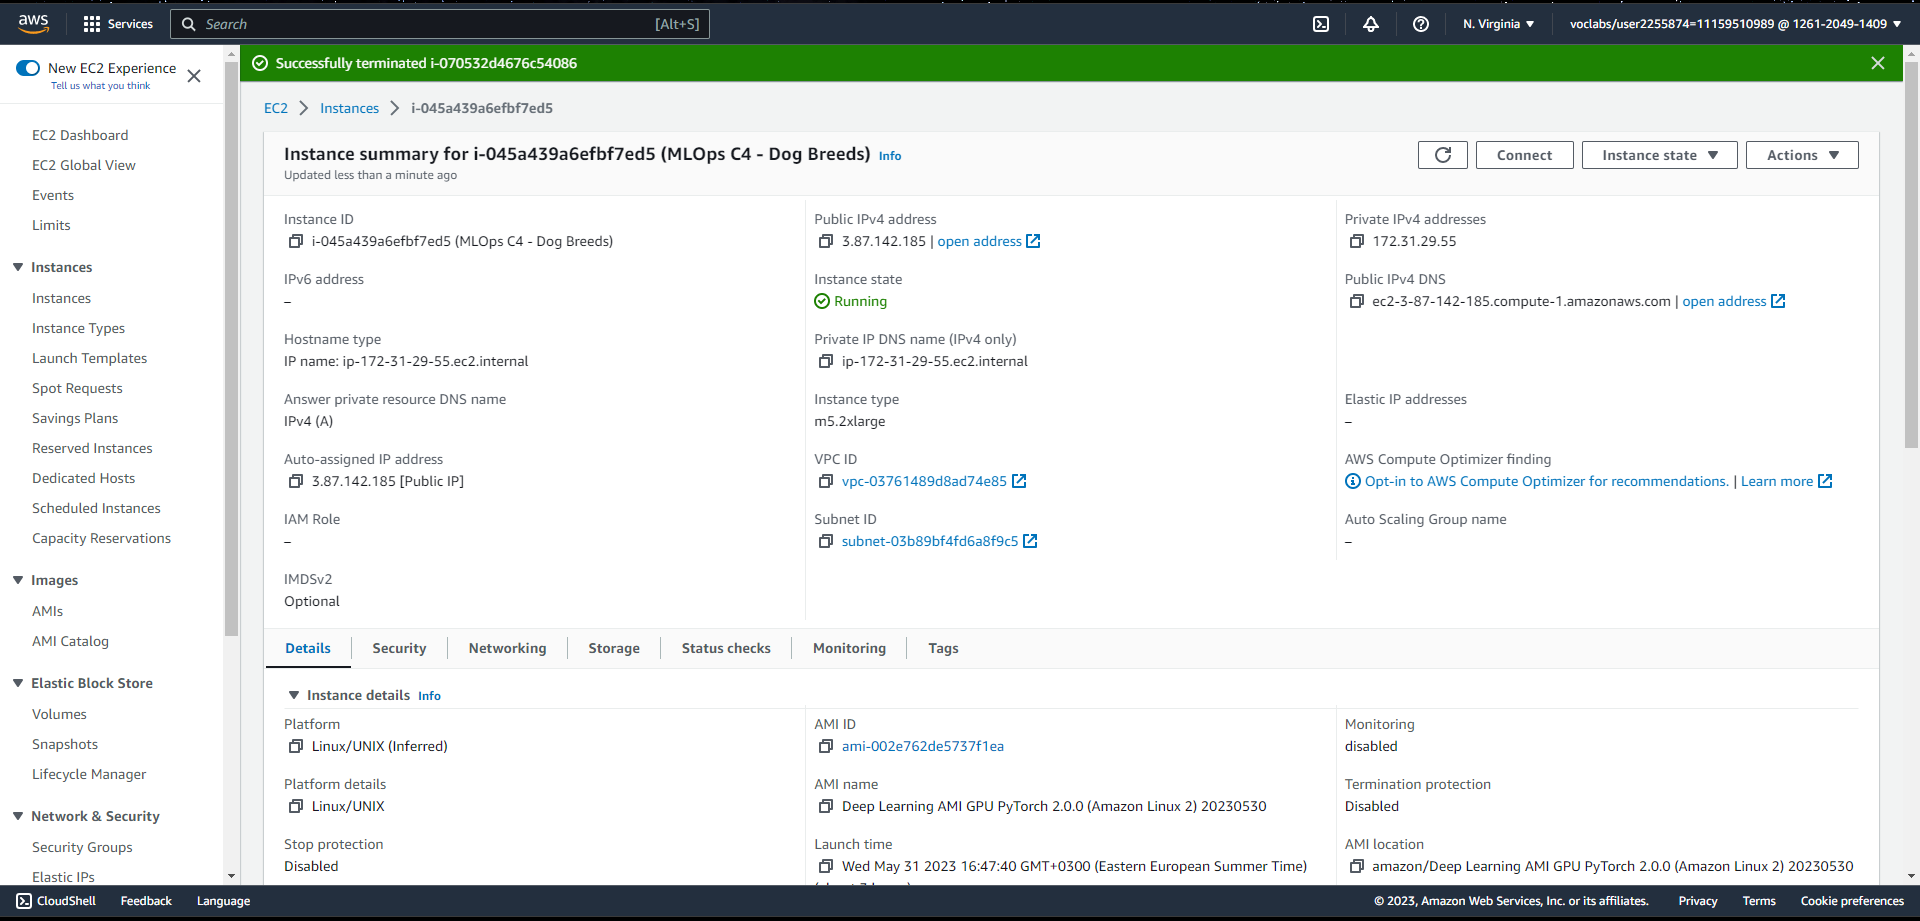 aws
Services
Search
[Alt+S]
N. Virginia
voclabs/user2255874=11159510989 @ 1261-2049-1409
New EC2 Experience
Tell us what you think
EC2 Dashboard
EC2 Global View
Events
Limits
Instances
Instances
Instance Types
Launch Templates
Spot Requests
Savings Plans
Reserved Instances
Dedicated Hosts
Scheduled Instances
Capacity Reservations
Images
AMIs
AMI Catalog
Elastic Block Store
Volumes
Snapshots
Lifecycle Manager
Network & Security
Security Groups
Elastic IPs
Successfully terminated i-070532d4676c54086
EC2 > Instances > i-045a439a6efbf7ed5
Instance summary for i-045a439a6efbf7ed5 (MLOps C4 - Dog Breeds) Info
Updated less than a minute ago
Connect
Instance state
Actions
Instance ID
i-045a439a6efbf7ed5 (MLOps C4 - Dog Breeds)
Public IPv4 address
3.87.142.185 | open address
Private IPv4 addresses
172.31.29.55
IPv6 address
–
Instance state
Running
Public IPv4 DNS
ec2-3-87-142-185.compute-1.amazonaws.com | open address
Hostname type
IP name: ip-172-31-29-55.ec2.internal
Private IP DNS name (IPv4 only)
ip-172-31-29-55.ec2.internal
Answer private resource DNS name
IPv4 (A)
Instance type
m5.2xlarge
Elastic IP addresses
–
Auto-assigned IP address
3.87.142.185 [Public IP]
VPC ID
vpc-03761489d8ad74e85
AWS Compute Optimizer finding
Opt-in to AWS Compute Optimizer for recommendations. | Learn more
IAM Role
–
Subnet ID
subnet-03b89bf4fd6a8f9c5
Auto Scaling Group name
–
IMDSv2
Optional
Details
Security
Networking
Storage
Status checks
Monitoring
Tags
Instance details Info
Platform
Linux/UNIX (Inferred)
AMI ID
ami-002e762de5737f1ea
Monitoring
disabled
Platform details
Linux/UNIX
AMI name
Deep Learning AMI GPU PyTorch 2.0.0 (Amazon Linux 2) 20230530
Termination protection
Disabled
Stop protection
Disabled
Launch time
Wed May 31 2023 16:47:40 GMT+0300 (Eastern European Summer Time)
AMI location
amazon/Deep Learning AMI GPU PyTorch 2.0.0 (Amazon Linux 2) 20230530
CloudShell
Feedback
Language
© 2023, Amazon Web Services, Inc. or its affiliates.
Privacy
Terms
Cookie preferences